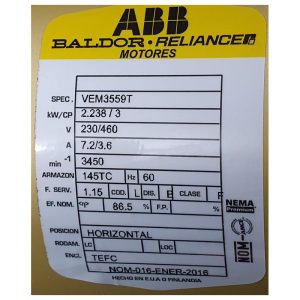 ABB
BALDOR · RELIANCE
MOTORES
SPEC. VEM3559T
kW/CP 2.238 / 3
V 230/460
A 7.2/3.6
min⁻¹ 3450
ARMAZON 145TC Hz 60
F. SERV. 1.15 COD. L DIS. B CLASE F
EF. NOM. 86.5 % F.P. %
POSICION HORIZONTAL
RODAM. LC LOC
ENCL TEFC
NOM-016-ENER-2016
HECHO EN E.U.A O FINLANDIA
NEMA
Premium
NOM